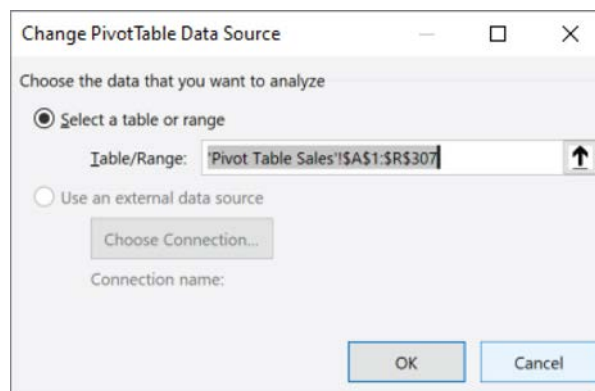 Change PivotTable Data Source
Choose the data that you want to analyze
Select a table or range
Table/Range: 'Pivot Table Sales'!$A$1:$R$307
Use an external data source
Choose Connection...
Connection name:
OK Cancel